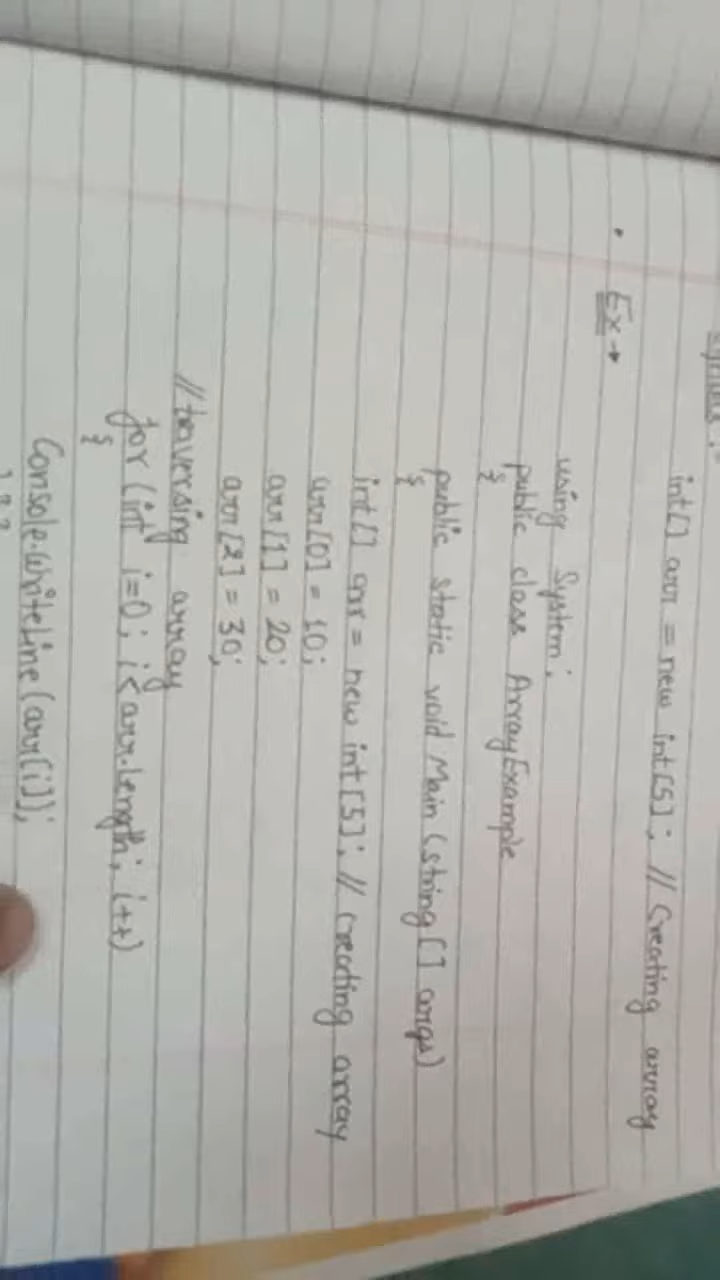 int[] arr = new int[5]; // Creating array
• Ex →
using System;
public class ArrayExample
{
public static void Main (string [] args)
{
int[] arr = new int[5]; // creating array
arr[0] = 10;
arr[1] = 20;
arr[2] = 30;
// traversing array
for (int i=0; i<arr.length; i++)
{
Console.WriteLine (arr[i]);
} } }